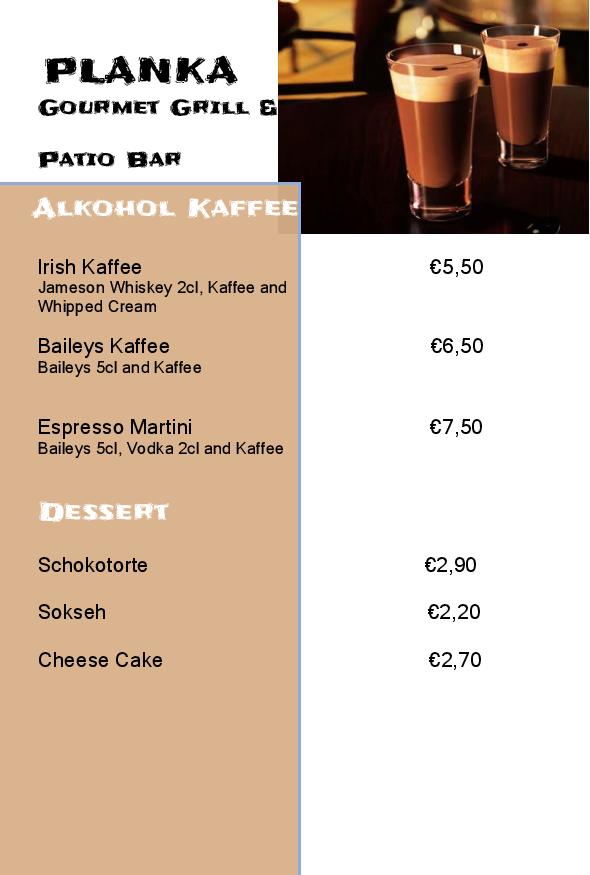 PLANKA
GOURMET GRILL &
PATIO BAR
ALKOHOL KAFFEE
Irish Kaffee €5,50
Jameson Whiskey 2cl, Kaffee and
Whipped Cream
Baileys Kaffee €6,50
Baileys 5cl and Kaffee
Espresso Martini €7,50
Baileys 5cl, Vodka 2cl and Kaffee
DESSERT
Schokotorte €2,90
Sokseh €2,20
Cheese Cake €2,70